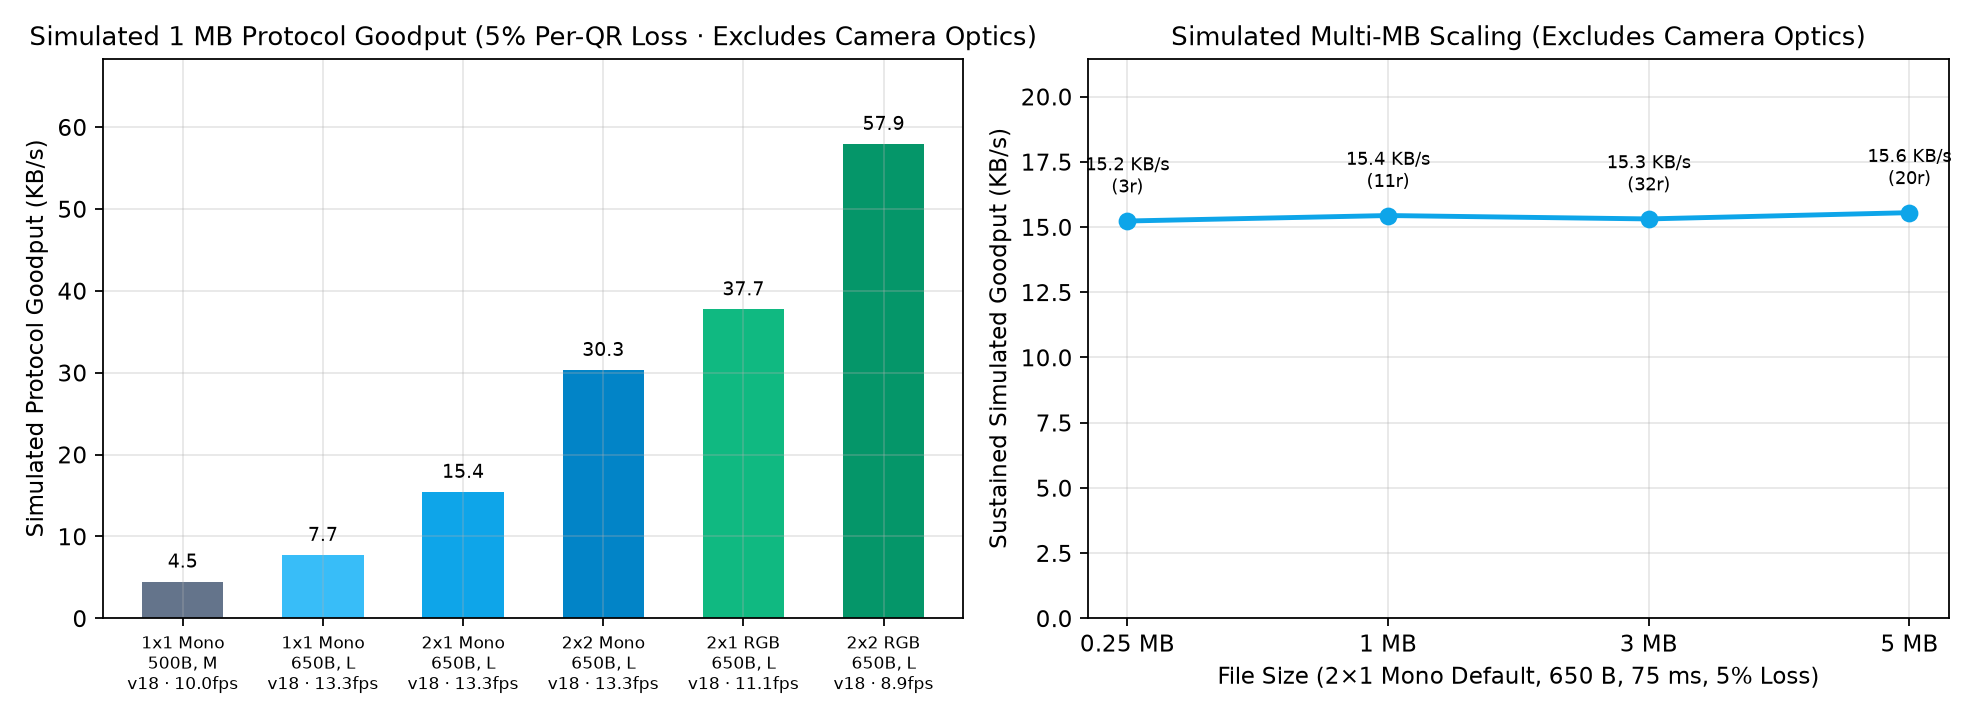 Simulated 1 MB Protocol Goodput (5% Per-QR Loss · Excludes Camera Optics)
Simulated Protocol Goodput (KB/s)
60
50
40
30
20
10
0
4.5
7.7
15.4
30.3
37.7
57.9
1x1 Mono
500B, M
v18 · 10.0fps
1x1 Mono
650B, L
v18 · 13.3fps
2x1 Mono
650B, L
v18 · 13.3fps
2x2 Mono
650B, L
v18 · 13.3fps
2x1 RGB
650B, L
v18 · 11.1fps
2x2 RGB
650B, L
v18 · 8.9fps
Simulated Multi-MB Scaling (Excludes Camera Optics)
Sustained Simulated Goodput (KB/s)
20.0
17.5
15.0
12.5
10.0
7.5
5.0
2.5
0.0
15.2 KB/s
(3r)
15.4 KB/s
(11r)
15.3 KB/s
(32r)
15.6 KB/s
(20r)
0.25 MB
1 MB
3 MB
5 MB
File Size (2×1 Mono Default, 650 B, 75 ms, 5% Loss)